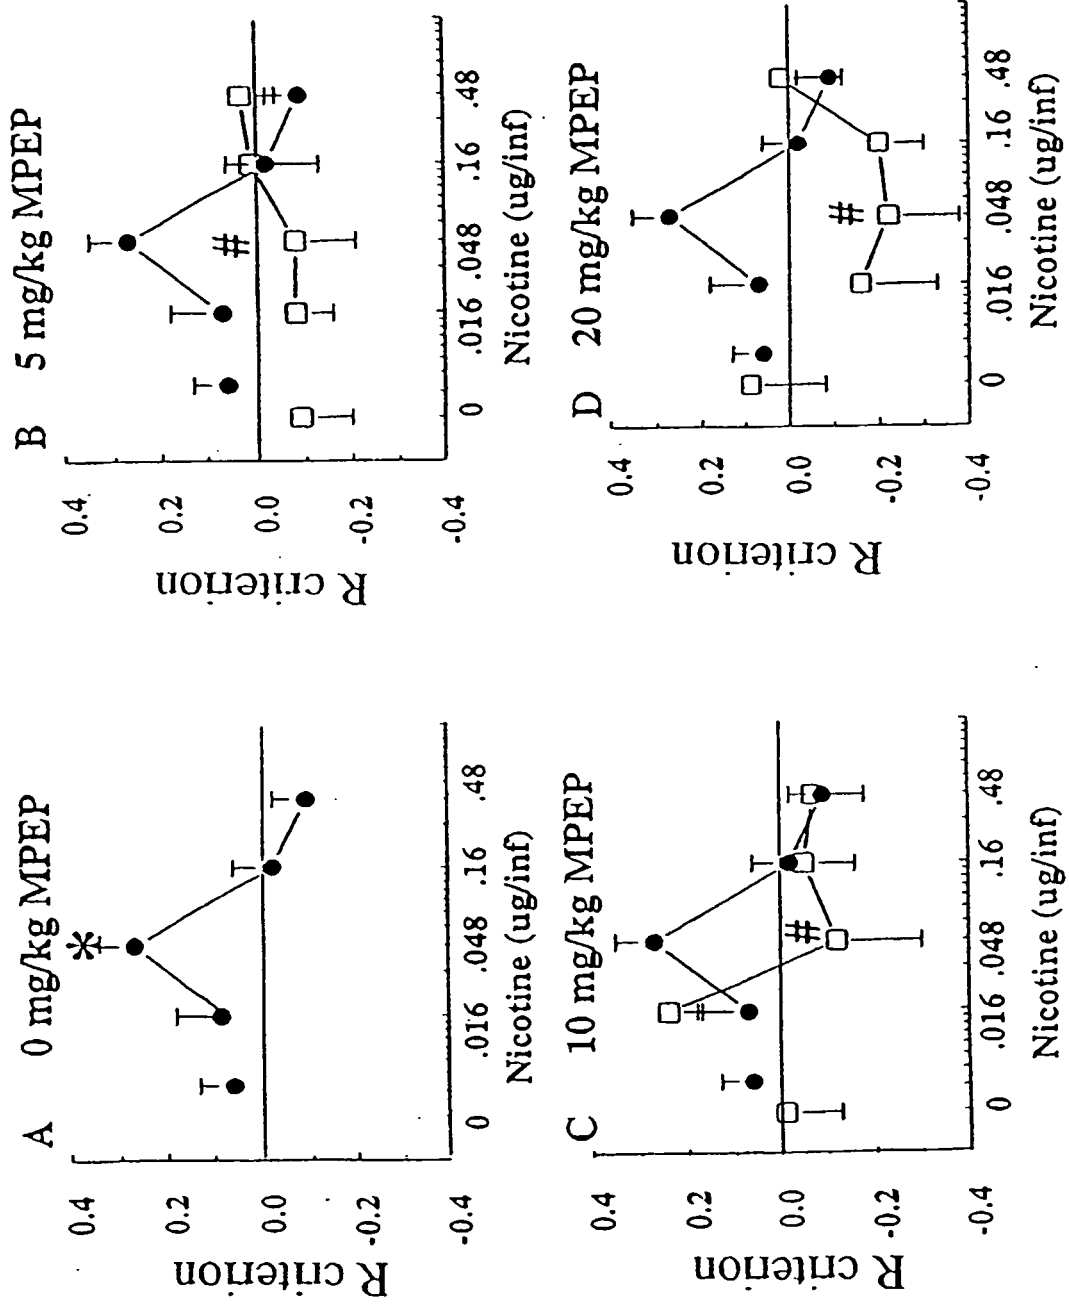 A 0 mg/kg MPEP
*
R criterion
0.4
0.2
0.0
-0.2
-0.4
0 .016 .048 .16 .48
Nicotine (ug/inf)
B 5 mg/kg MPEP
R criterion
0.4
0.2
0.0
-0.2
-0.4
#
#
0 .016 .048 .16 .48
Nicotine (ug/inf)
C 10 mg/kg MPEP
R criterion
0.4
0.2
0.0
-0.2
-0.4
#
#
0 .016 .048 .16 .48
Nicotine (ug/inf)
D 20 mg/kg MPEP
R criterion
0.4
0.2
0.0
-0.2
-0.4
#
0 .016 .048 .16 .48
Nicotine (ug/inf)